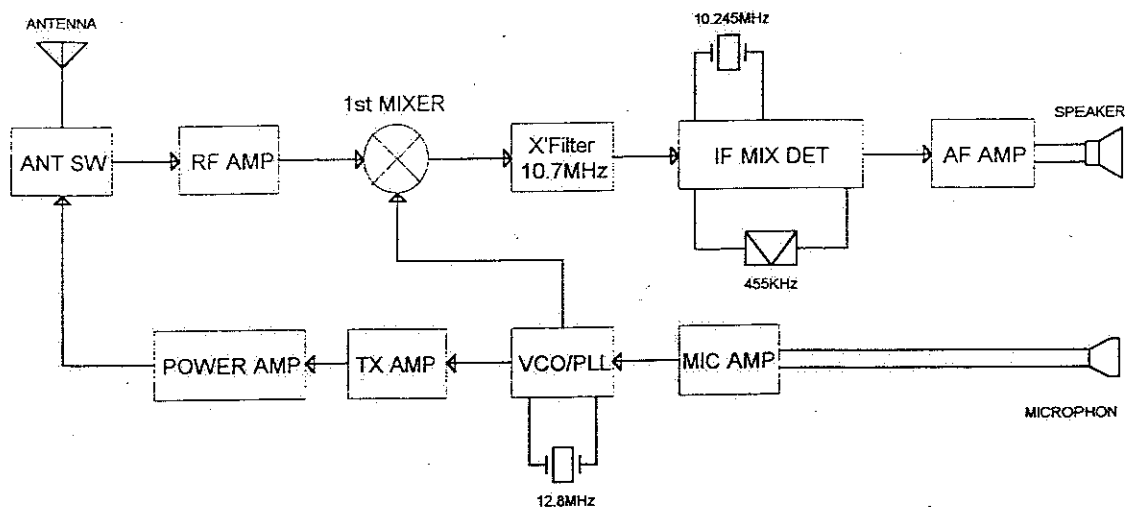 ANTENNA
10.245MHz
1st MIXER
SPEAKER
ANT SW
RF AMP
X'Filter
10.7MHz
IF MIX DET
AF AMP
455KHz
POWER AMP
TX AMP
VCO/PLL
MIC AMP
MICROPHON
12.8MHz